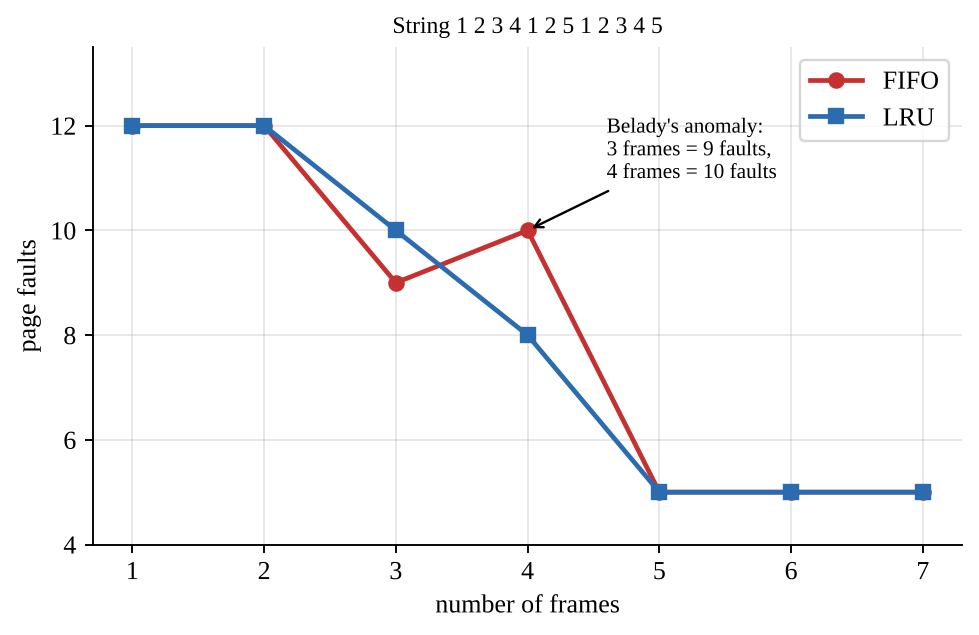 String 1 2 3 4 1 2 5 1 2 3 4 5
FIFO
LRU
Belady's anomaly:
3 frames = 9 faults,
4 frames = 10 faults
page faults
12
10
8
6
4
1 2 3 4 5 6 7
number of frames